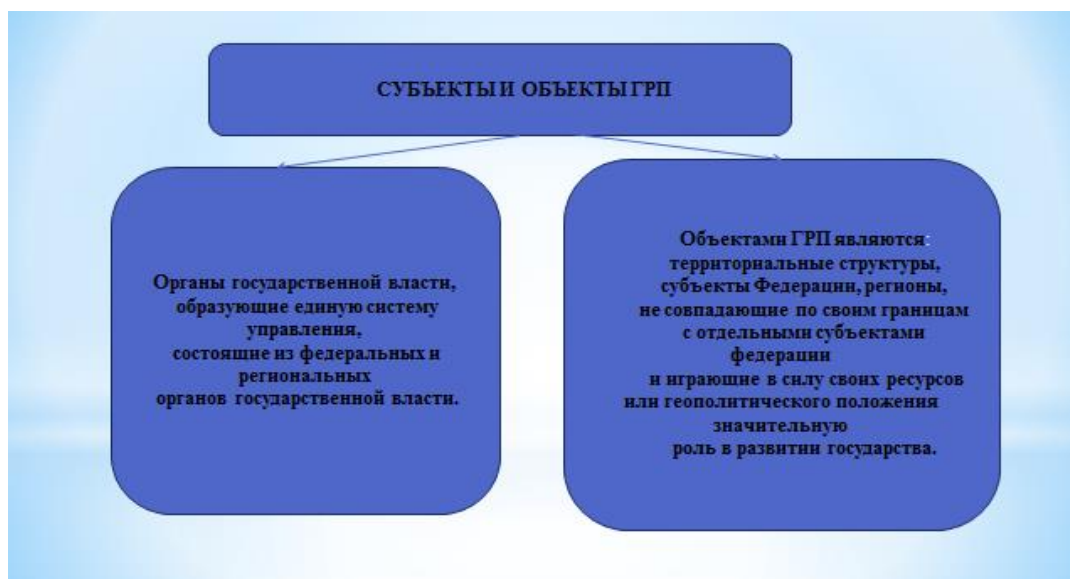 СУБЪЕКТЫ И ОБЪЕКТЫ ГРП
Органы государственной власти,
образующие единую систему
управления,
состоящие из федеральных и
региональных
органов государственной власти.
Объектами ГРП являются:
территориальные структуры,
субъекты Федерации, регионы,
не совпадающие по своим границам
с отдельными субъектами
федерации
и играющие в силу своих ресурсов
или геополитического положения
значительную
роль в развитии государства.